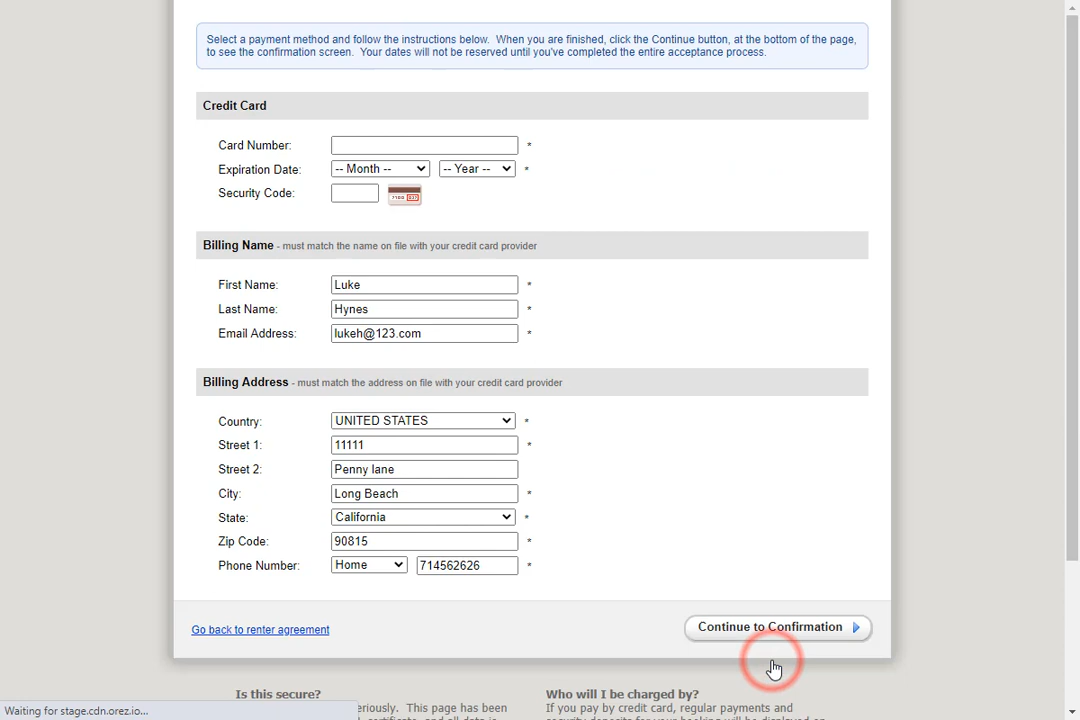 Select a payment method and follow the instructions below. When you are finished, click the Continue button, at the bottom of the page,
to see the confirmation screen. Your dates will not be reserved until you've completed the entire acceptance process.
Credit Card
Card Number: *
Expiration Date: -- Month -- -- Year -- *
Security Code:
Billing Name - must match the name on file with your credit card provider
First Name: Luke *
Last Name: Hynes *
Email Address: lukeh@123.com *
Billing Address - must match the address on file with your credit card provider
Country: UNITED STATES *
Street 1: 11111 *
Street 2: Penny lane
City: Long Beach *
State: California *
Zip Code: 90815 *
Phone Number: Home 714562626 *
Go back to renter agreement
Continue to Confirmation
Is this secure?
Who will I be charged by?
eriously. This page has been
If you pay by credit card, regular payments and
Waiting for stage.cdn.orez.io...